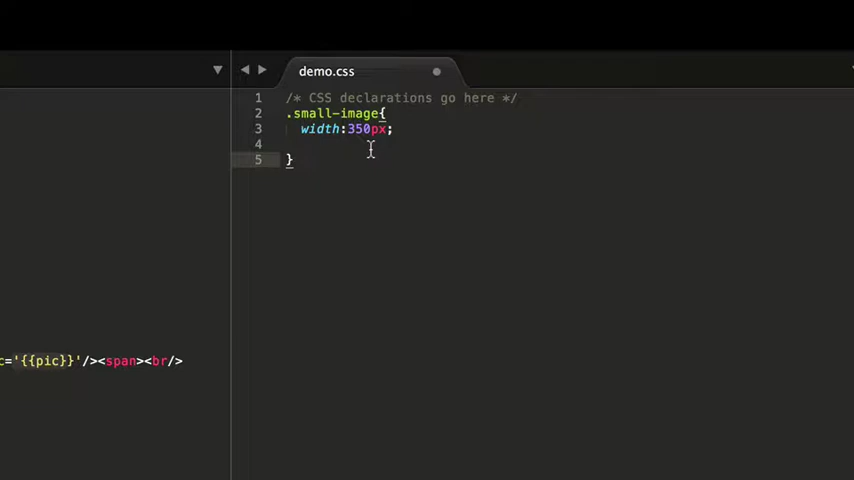 demo.css
1 /* CSS declarations go here */
2 .small-image{
3 width:350px;
4
5 }
c='{{pic}}'/><span><br/>